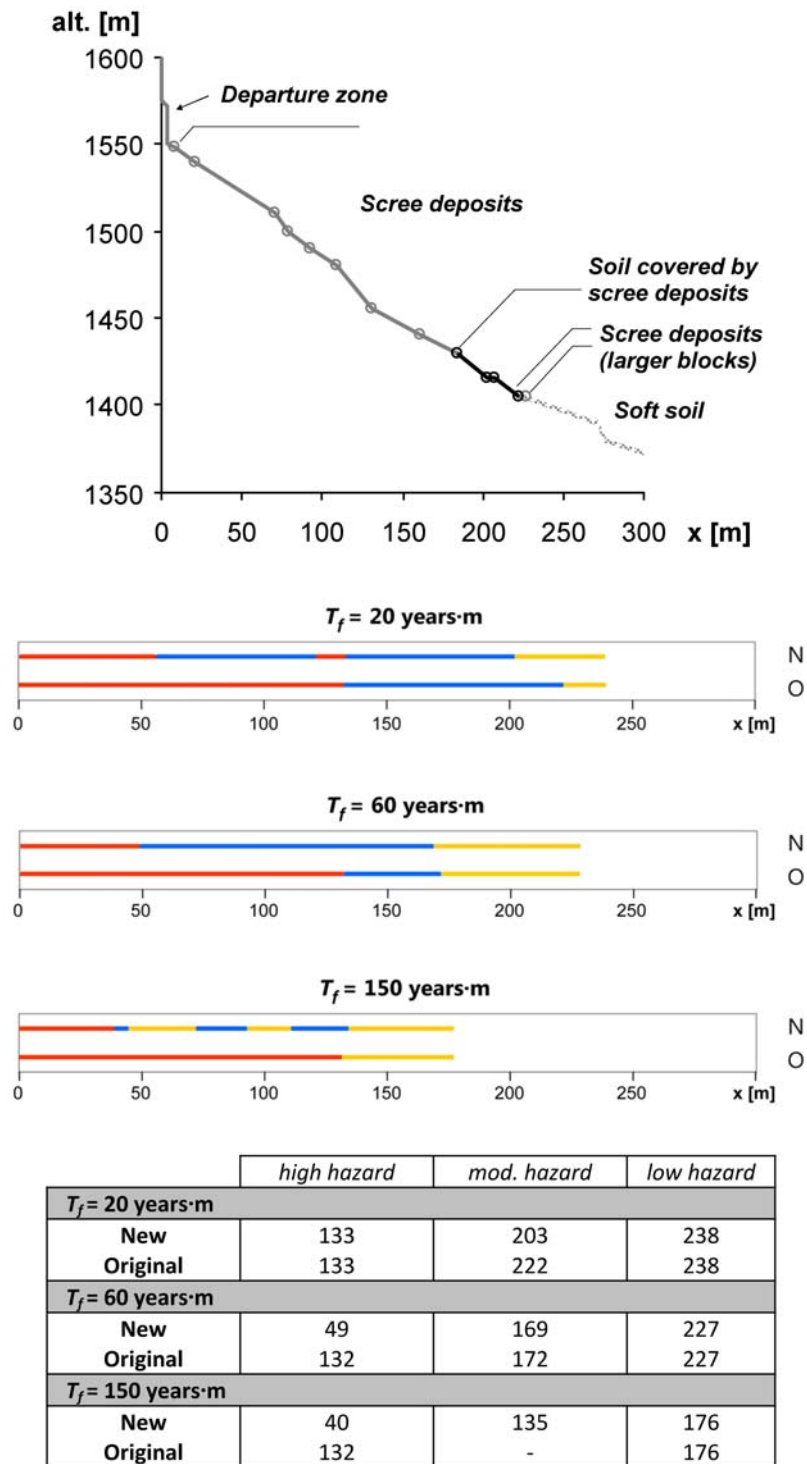 alt. [m]
1600
1550
1500
1450
1400
1350
Departure zone
Scree deposits
Soil covered by
scree deposits
Scree deposits
(larger blocks)
Soft soil
0 50 100 150 200 250 300 x [m]
T_f = 20 years·m
N
O
0 50 100 150 200 250 x [m]
T_f = 60 years·m
N
O
0 50 100 150 200 250 x [m]
T_f = 150 years·m
N
O
0 50 100 150 200 250 x [m]
high hazard mod. hazard low hazard
T_f = 20 years·m
New 133 203 238
Original 133 222 238
T_f = 60 years·m
New 49 169 227
Original 132 172 227
T_f = 150 years·m
New 40 135 176
Original 132 - 176